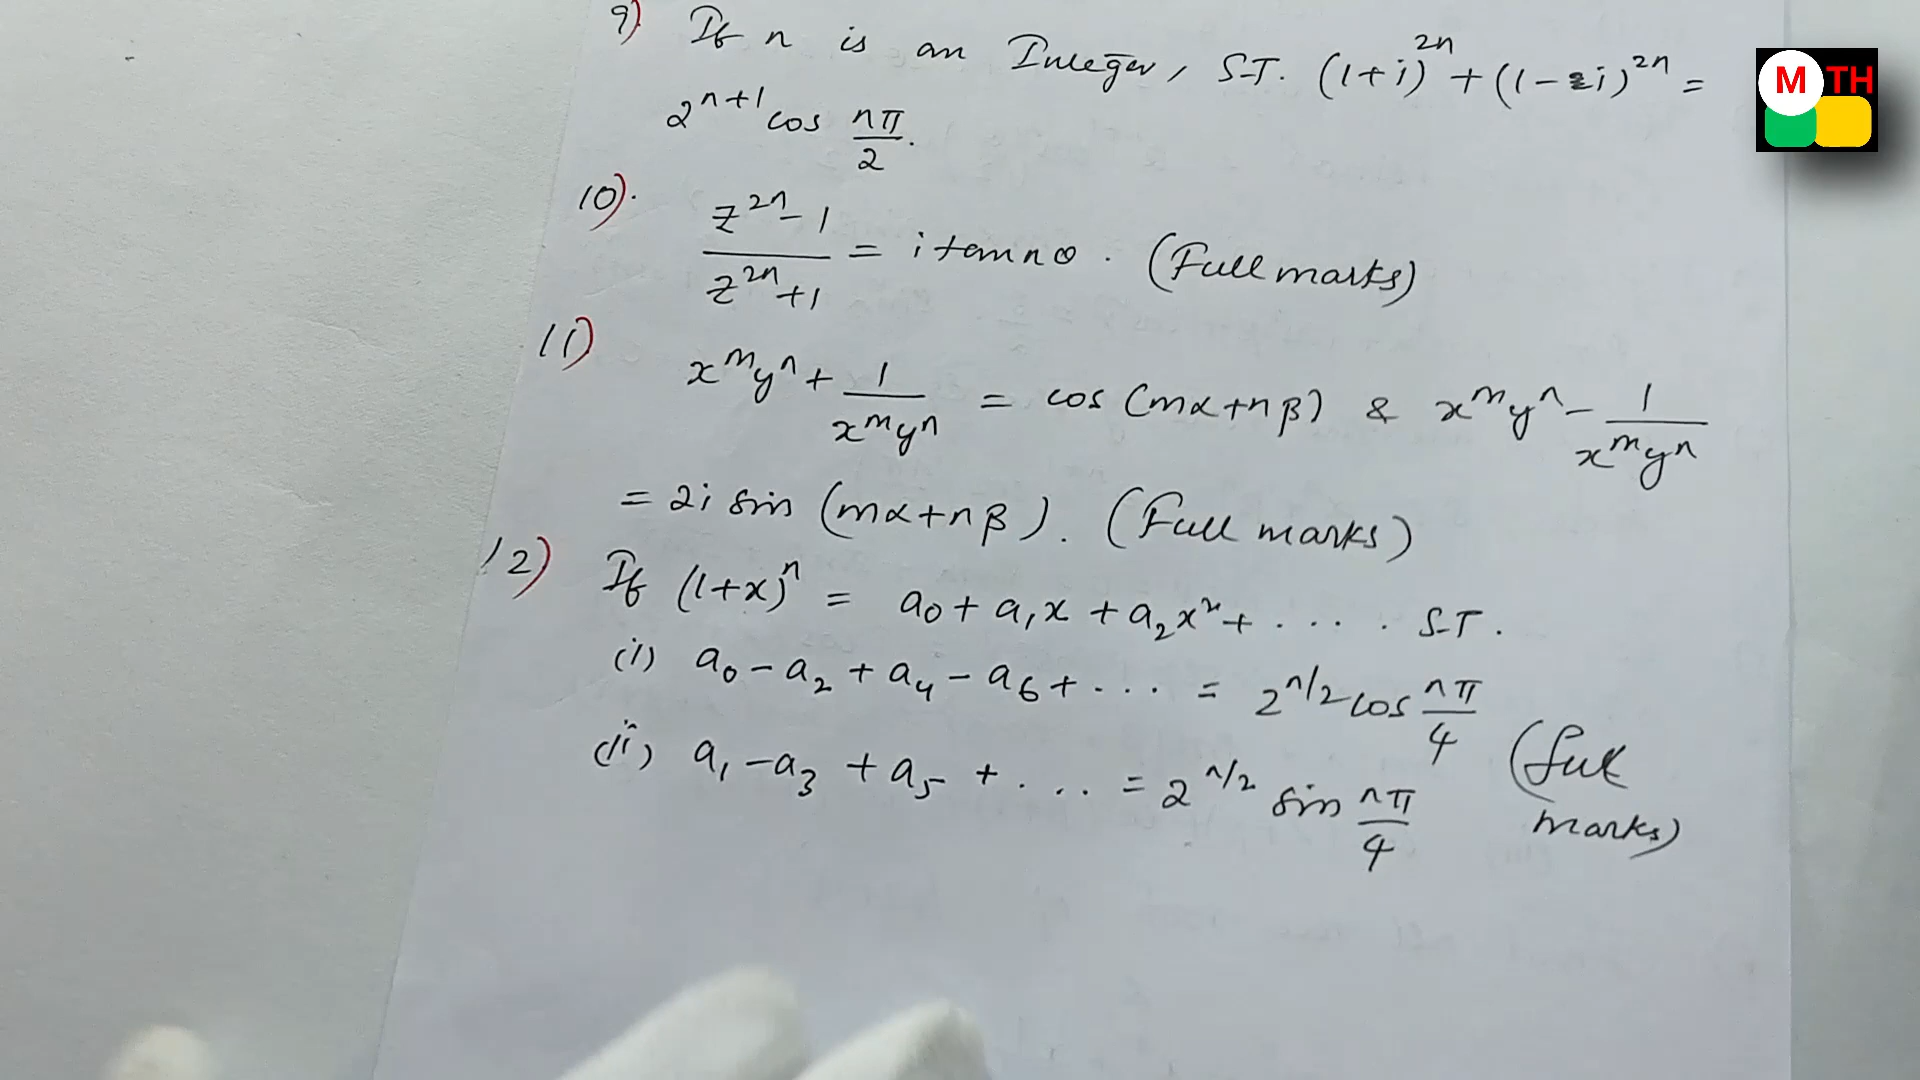 9) If n is an Integer, S.T. (1+i)^2n + (1-i)^2n =
2^n+1 cos nπ/2.
10). z^2n - 1 / z^2n + 1 = i tan nθ. (Full marks)
11) x^m y^n + 1/x^m y^n = cos (mα+nβ) & x^m y^n - 1/x^m y^n
= 2i sin (mα+nβ). (Full marks)
12) If (1+x)^n = a₀ + a₁x + a₂x² + .... S.T.
(i) a₀ - a₂ + a₄ - a₆ + ... = 2^n/2 cos nπ/4
(ii) a₁ - a₃ + a₅ + ... = 2^n/2 sin nπ/4 (full marks)
M TH